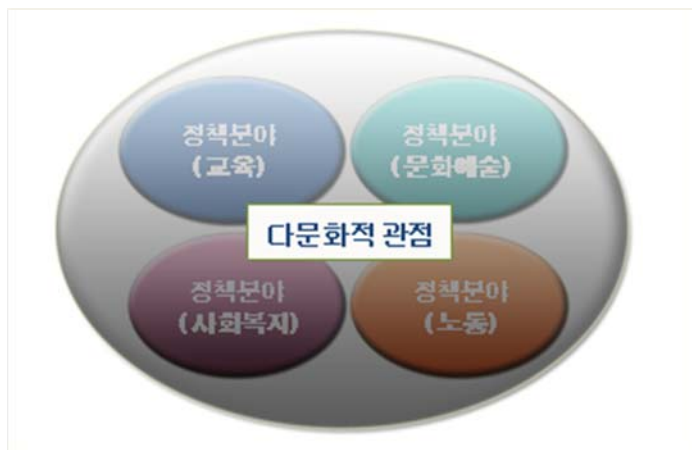 정책분야
(교육)
정책분야
(문화예술)
다문화적 관점
정책분야
(사회복지)
정책분야
(노동)